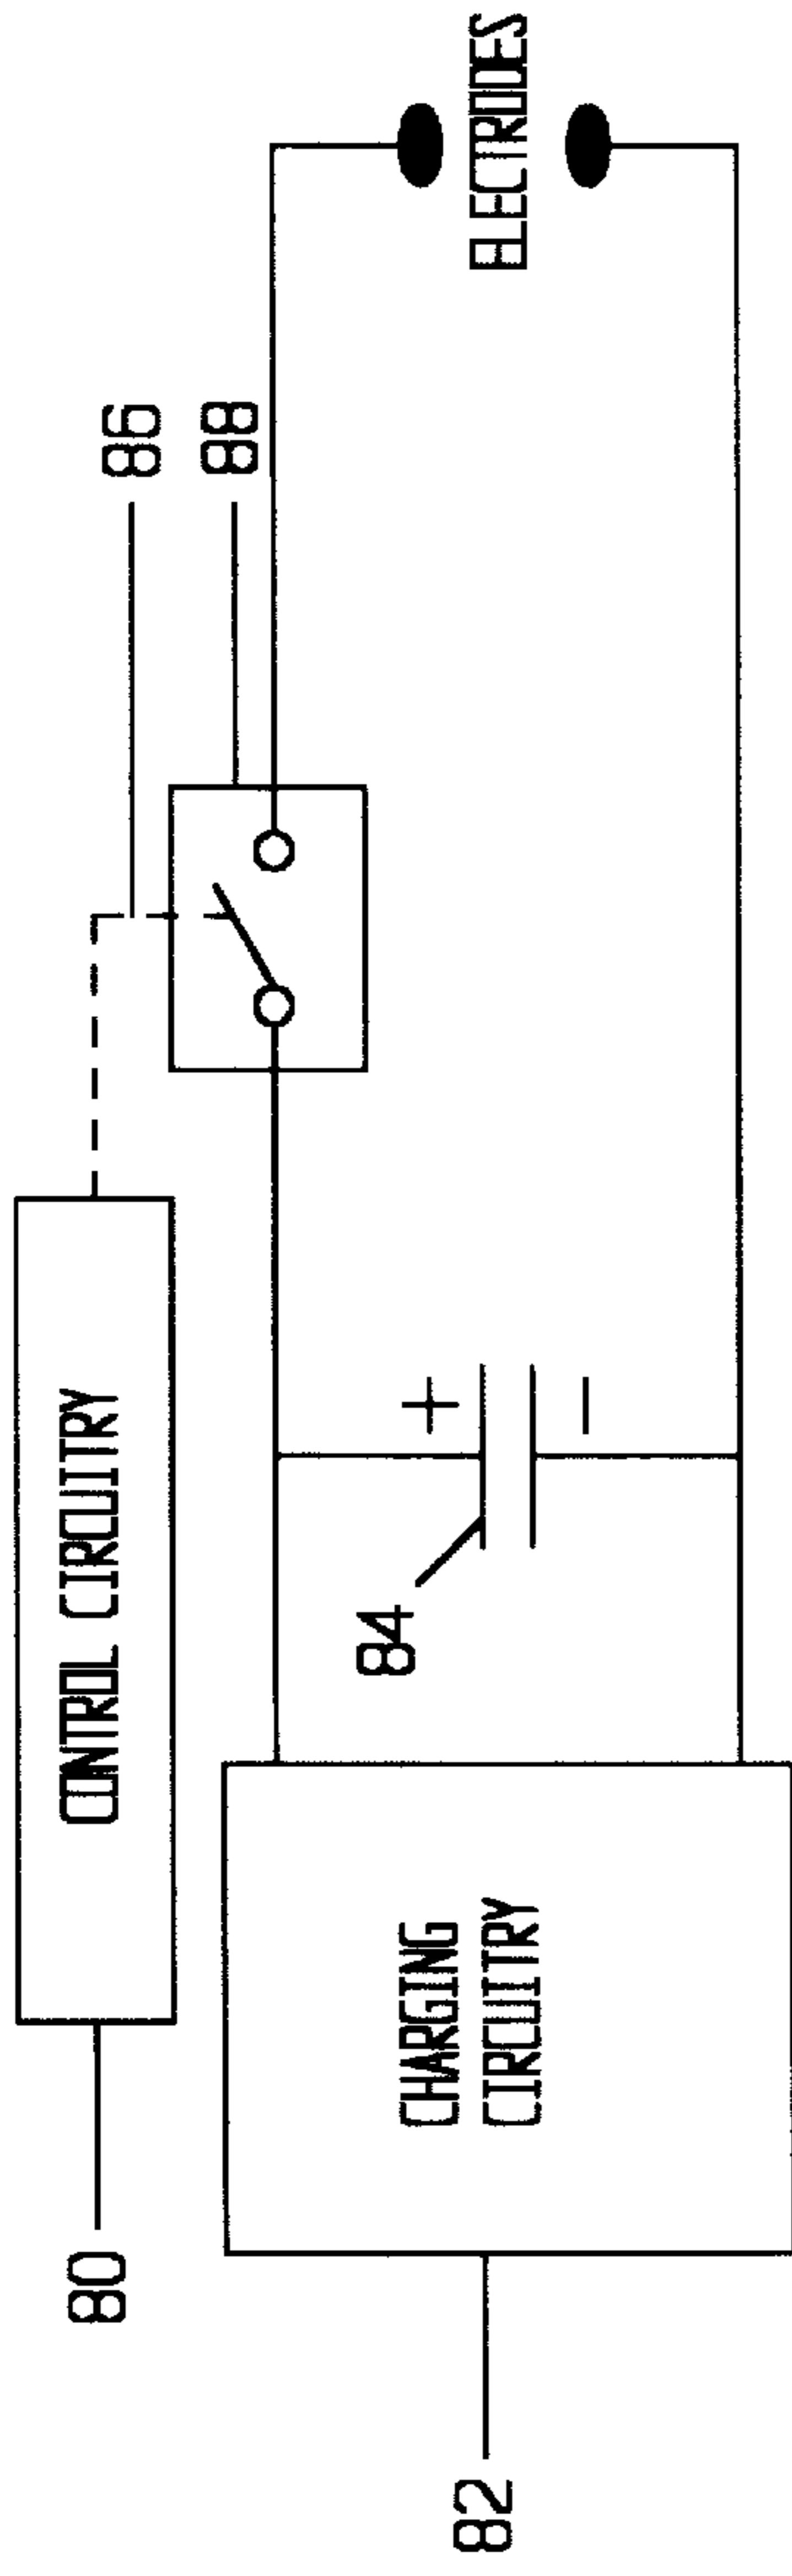 80
CONTROL CIRCUITRY
86
88
82
CHARGING
CIRCUITRY
84
+
−
ELECTRODES